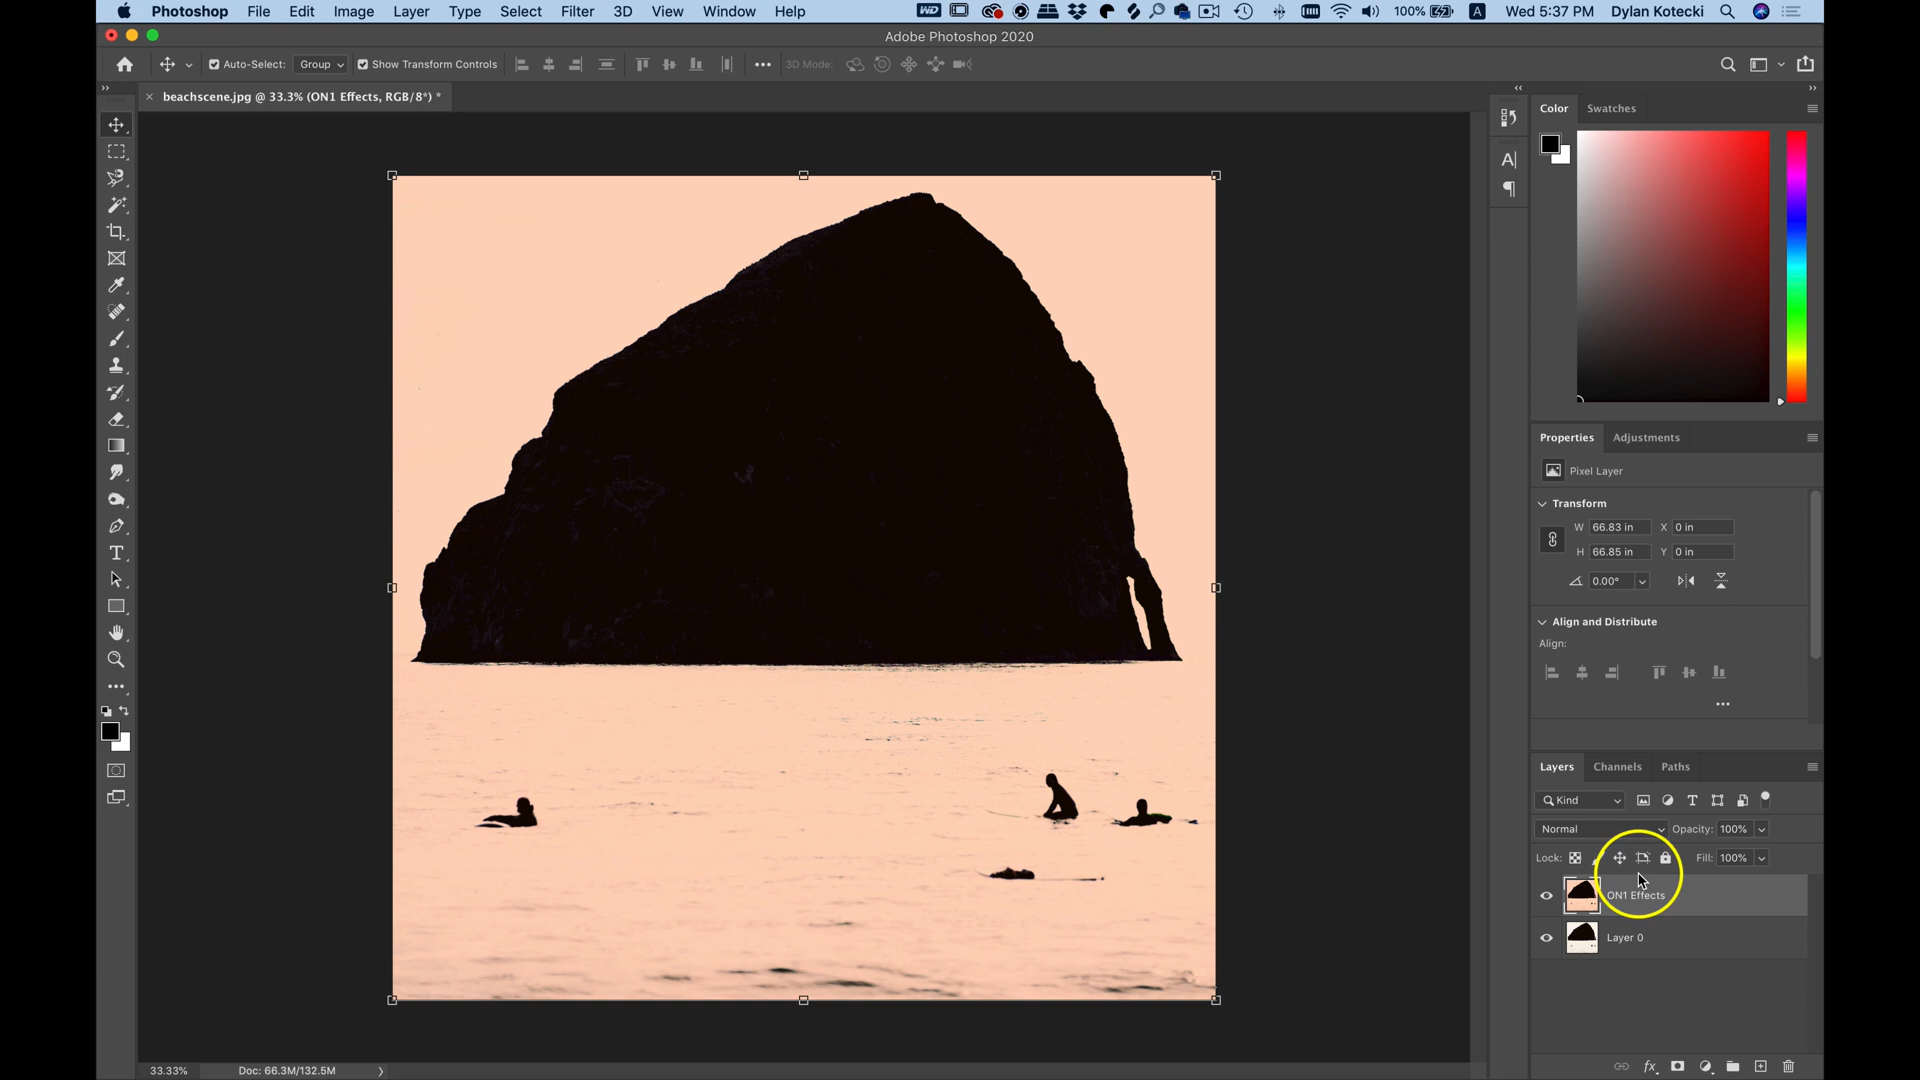 Photoshop File Edit Image Layer Type Select Filter 3D View Window Help 100% A Wed 5:37 PM Dylan Kotecki
Adobe Photoshop 2020
Auto-Select: Group Show Transform Controls 3D Mode:
beachscene.jpg @ 33.3% (ON1 Effects, RGB/8*) *
Color Swatches
Properties Adjustments
Pixel Layer
Transform
W 66.83 in X 0 in
H 66.85 in Y 0 in
0.00°
Align and Distribute
Align:
Layers Channels Paths
Kind
Normal Opacity: 100%
Lock: Fill: 100%
ON1 Effects
Layer 0
33.33% Doc: 66.3M/132.5M